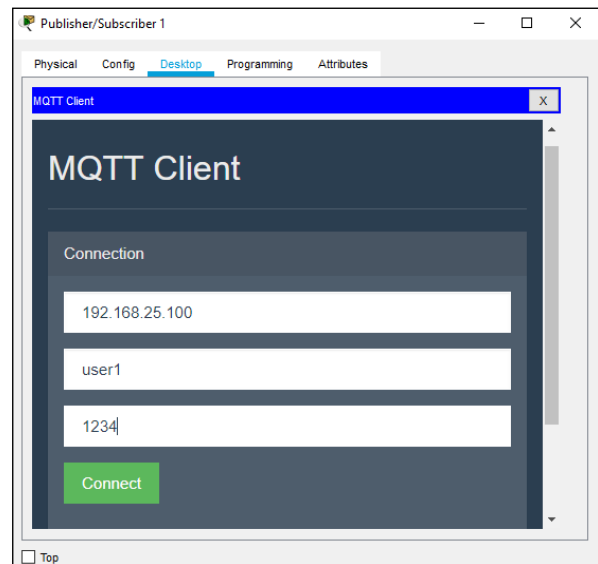 Publisher/Subscriber 1
Physical Config Desktop Programming Attributes
MQTT Client X
MQTT Client
Connection
192.168.25.100
user1
1234
Connect
Top